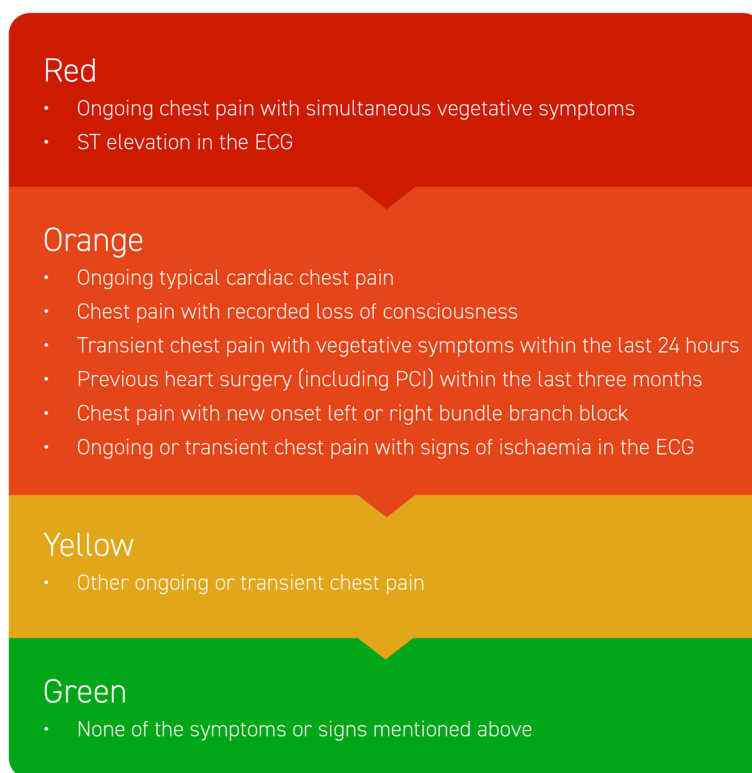 Red
• Ongoing chest pain with simultaneous vegetative symptoms
• ST elevation in the ECG
Orange
• Ongoing typical cardiac chest pain
• Chest pain with recorded loss of consciousness
• Transient chest pain with vegetative symptoms within the last 24 hours
• Previous heart surgery (including PCI) within the last three months
• Chest pain with new onset left or right bundle branch block
• Ongoing or transient chest pain with signs of ischaemia in the ECG
Yellow
• Other ongoing or transient chest pain
Green
• None of the symptoms or signs mentioned above